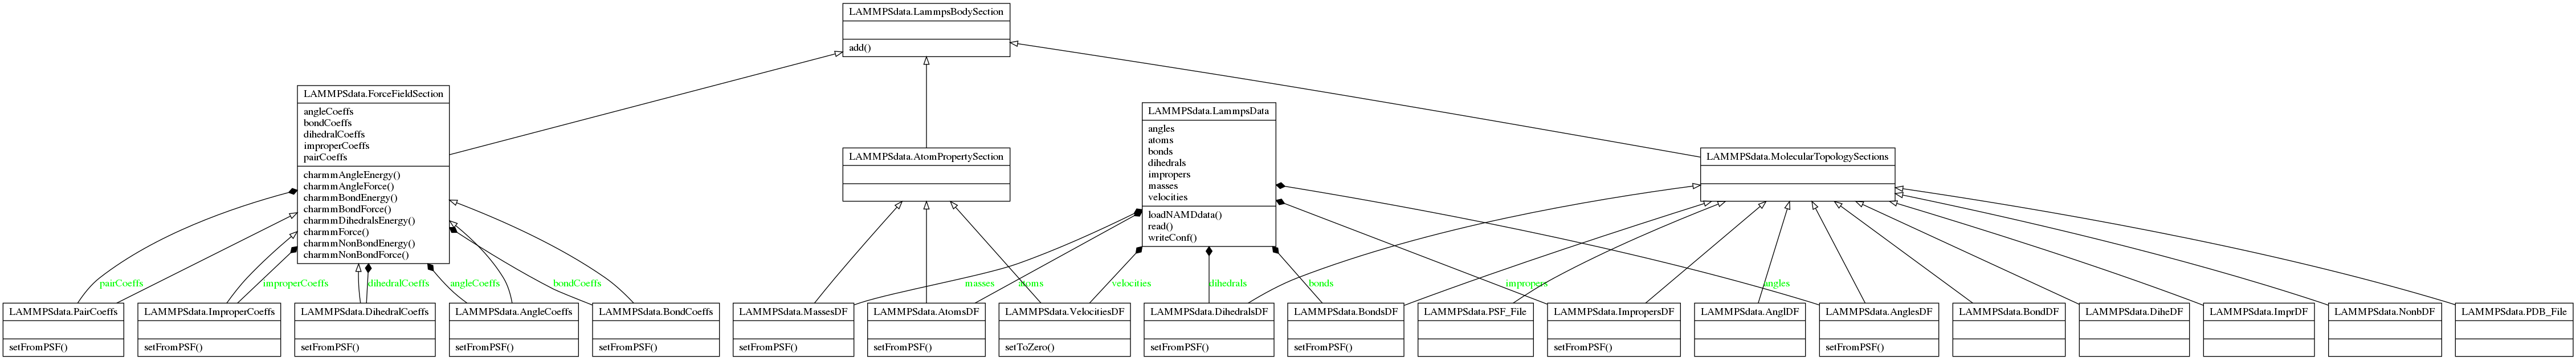 LAMMPSdata.LammpsBodySection
add()
LAMMPSdata.ForceFieldSection
angleCoeffs
bondCoeffs
dihedralCoeffs
improperCoeffs
pairCoeffs
charmmAngleEnergy()
charmmAngleForce()
charmmBondEnergy()
charmmBondForce()
charmmDihedralsEnergy()
charmmForce()
charmmNonBondEnergy()
charmmNonBondForce()
LAMMPSdata.AtomPropertySection
LAMMPSdata.LammpsData
angles
atoms
bonds
dihedrals
impropers
masses
velocities
loadNAMDdata()
read()
writeConf()
LAMMPSdata.MolecularTopologySections
pairCoeffs
improperCoeffs
dihedralCoeffs
angleCoeffs
bondCoeffs
masses
atoms
velocities
dihedrals
bonds
impropers
angles
LAMMPSdata.PairCoeffs
setFromPSF()
LAMMPSdata.ImproperCoeffs
setFromPSF()
LAMMPSdata.DihedralCoeffs
setFromPSF()
LAMMPSdata.AngleCoeffs
setFromPSF()
LAMMPSdata.BondCoeffs
setFromPSF()
LAMMPSdata.MassesDF
setFromPSF()
LAMMPSdata.AtomsDF
setFromPSF()
LAMMPSdata.VelocitiesDF
setToZero()
LAMMPSdata.DihedralsDF
setFromPSF()
LAMMPSdata.BondsDF
setFromPSF()
LAMMPSdata.PSF_File
LAMMPSdata.ImpropersDF
setFromPSF()
LAMMPSdata.AnglDF
LAMMPSdata.AnglesDF
setFromPSF()
LAMMPSdata.BondDF
LAMMPSdata.DiheDF
LAMMPSdata.ImprDF
LAMMPSdata.NonbDF
LAMMPSdata.PDB_File